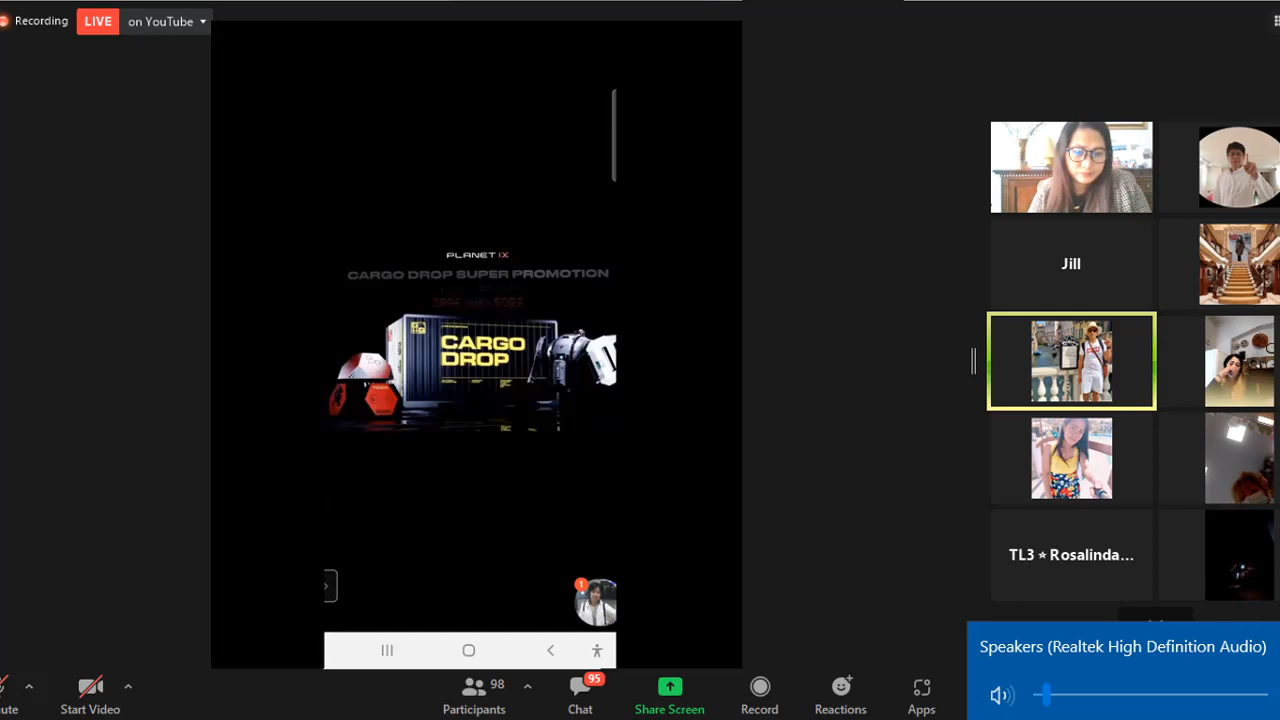 Recording
LIVE
on YouTube
PLANET IX
CARGO DROP SUPER PROMOTION
CARGO
DROP
Jill
TL3 ⭐ Rosalinda...
1
Speakers (Realtek High Definition Audio)
ute
Start Video
98
Participants
95
Chat
Share Screen
Record
Reactions
Apps